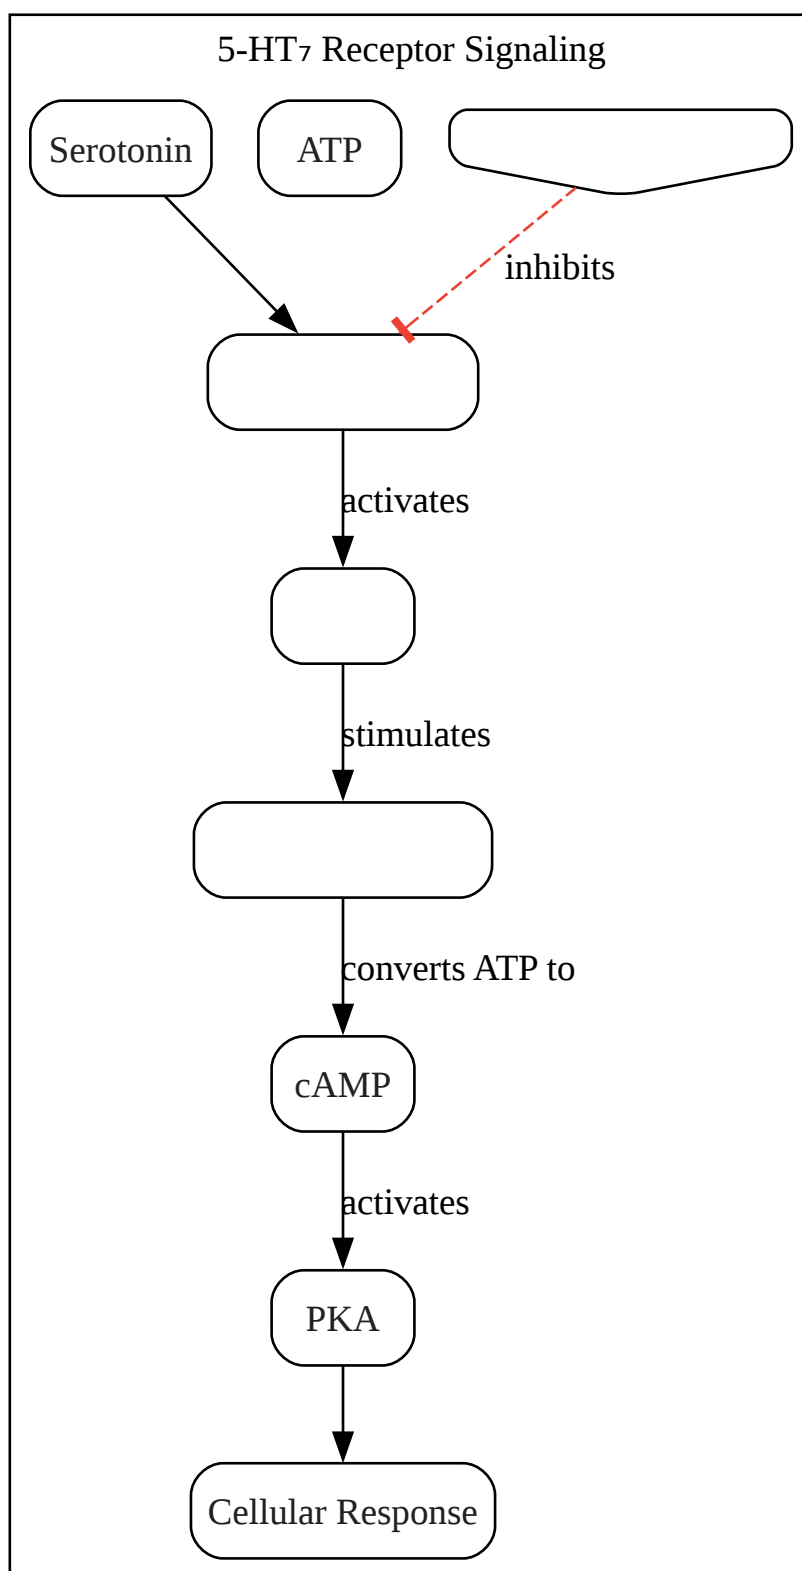 5-HT₇ Receptor Signaling
Serotonin
ATP
inhibits
activates
stimulates
converts ATP to
cAMP
activates
PKA
Cellular Response